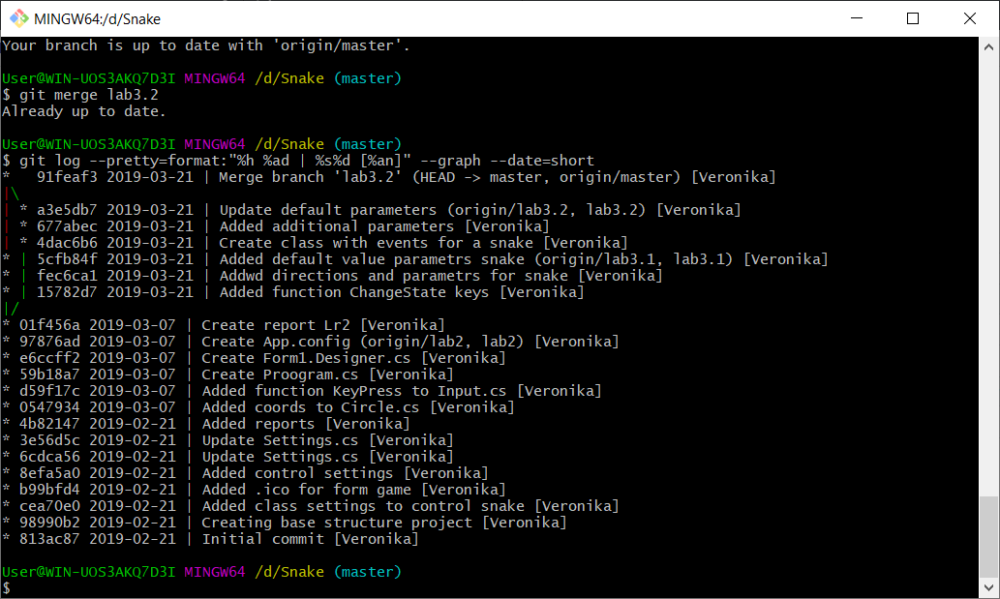 MINGW64:/d/Snake
Your branch is up to date with 'origin/master'.
User@WIN-UOS3AKQ7D3I MINGW64 /d/Snake (master)
$ git merge lab3.2
Already up to date.
User@WIN-UOS3AKQ7D3I MINGW64 /d/Snake (master)
$ git log --pretty=format:"%h %ad | %s%d [%an]" --graph --date=short
*   91feaf3 2019-03-21 | Merge branch 'lab3.2' (HEAD -> master, origin/master) [Veronika]
|\
| * a3e5db7 2019-03-21 | Update default parameters (origin/lab3.2, lab3.2) [Veronika]
| * 677abec 2019-03-21 | Added additional parameters [Veronika]
| * 4dac6b6 2019-03-21 | Create class with events for a snake [Veronika]
* | 5cfb84f 2019-03-21 | Added default value parametrs snake (origin/lab3.1, lab3.1) [Veronika]
* | fec6ca1 2019-03-21 | Addwd directions and parametrs for snake [Veronika]
* | 15782d7 2019-03-21 | Added function ChangeState keys [Veronika]
|/
* 01f456a 2019-03-07 | Create report Lr2 [Veronika]
* 97876ad 2019-03-07 | Create App.config (origin/lab2, lab2) [Veronika]
* e6ccff2 2019-03-07 | Create Form1.Designer.cs [Veronika]
* 59b18a7 2019-03-07 | Create Proogram.cs [Veronika]
* d59f17c 2019-03-07 | Added function KeyPress to Input.cs [Veronika]
* 0547934 2019-03-07 | Added coords to Circle.cs [Veronika]
* 4b82147 2019-02-21 | Added reports [Veronika]
* 3e56d5c 2019-02-21 | Update Settings.cs [Veronika]
* 6cdca56 2019-02-21 | Update Settings.cs [Veronika]
* 8efa5a0 2019-02-21 | Added control settings [Veronika]
* b99bfd4 2019-02-21 | Added .ico for form game [Veronika]
* cea70e0 2019-02-21 | Added class settings to control snake [Veronika]
* 98990b2 2019-02-21 | Creating base structure project [Veronika]
* 813ac87 2019-02-21 | Initial commit [Veronika]
User@WIN-UOS3AKQ7D3I MINGW64 /d/Snake (master)
$